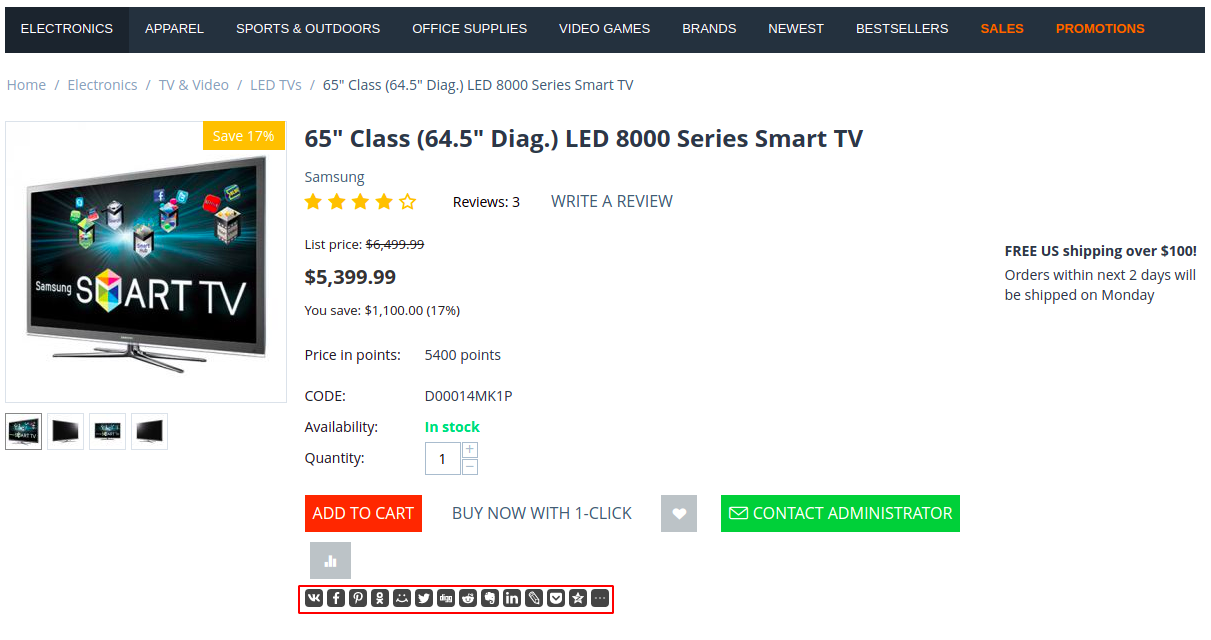 ELECTRONICS APPAREL SPORTS & OUTDOORS OFFICE SUPPLIES VIDEO GAMES BRANDS NEWEST BESTSELLERS SALES PROMOTIONS
Home / Electronics / TV & Video / LED TVs / 65" Class (64.5" Diag.) LED 8000 Series Smart TV
Save 17%
Samsung SMART TV
65" Class (64.5" Diag.) LED 8000 Series Smart TV
Samsung
Reviews: 3 WRITE A REVIEW
List price: $6,499.99
$5,399.99
You save: $1,100.00 (17%)
FREE US shipping over $100!
Orders within next 2 days will
be shipped on Monday
Price in points: 5400 points
CODE: D00014MK1P
Availability: In stock
Quantity: 1 + −
ADD TO CART BUY NOW WITH 1-CLICK CONTACT ADMINISTRATOR